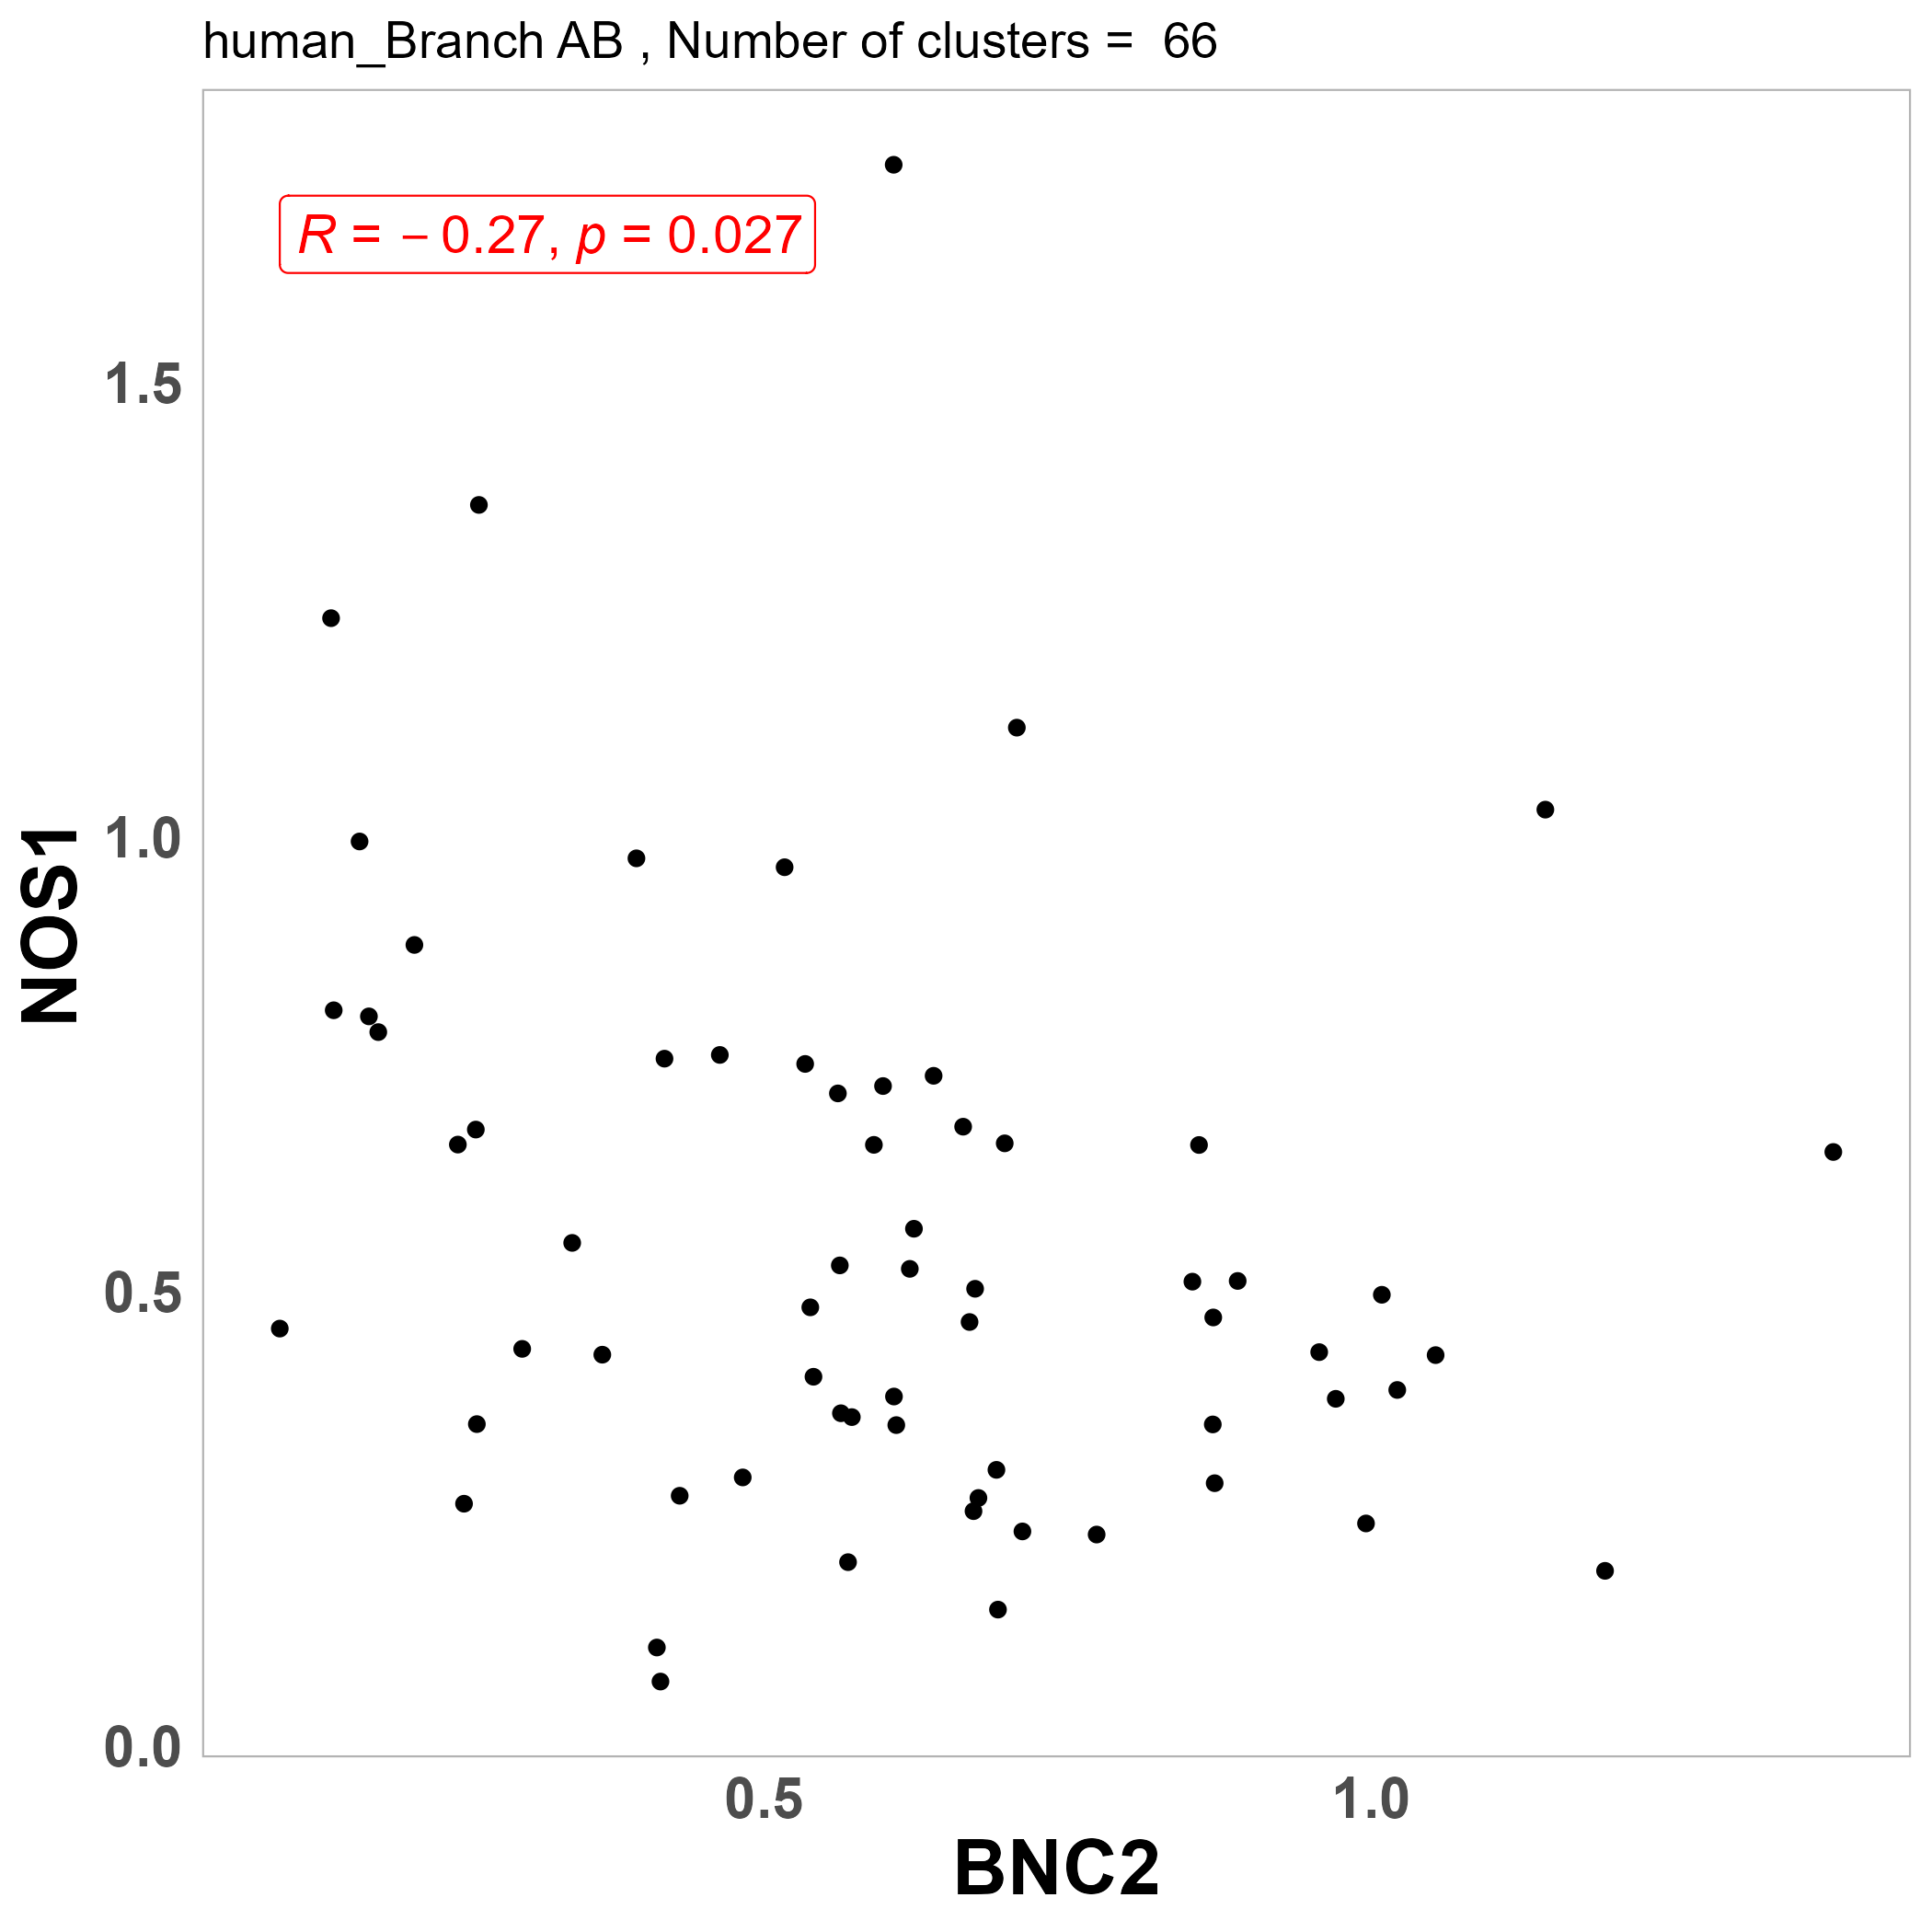 human_Branch AB , Number of clusters =  66
R = − 0.27, p = 0.027
1.5
1.0
0.5
0.0
NOS1
0.5
1.0
BNC2